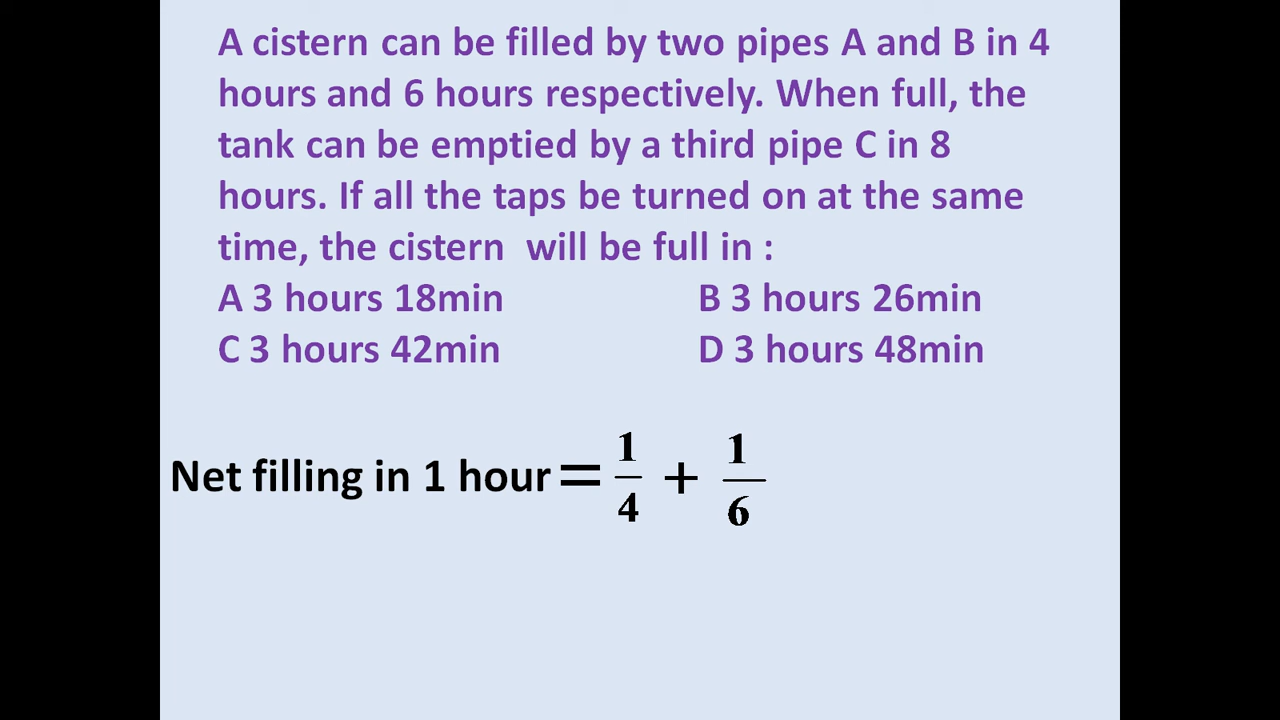 A cistern can be filled by two pipes A and B in 4
hours and 6 hours respectively. When full, the
tank can be emptied by a third pipe C in 8
hours. If all the taps be turned on at the same
time, the cistern  will be full in :
A 3 hours 18min B 3 hours 26min
C 3 hours 42min D 3 hours 48min
Net filling in 1 hour = 1/4 + 1/6